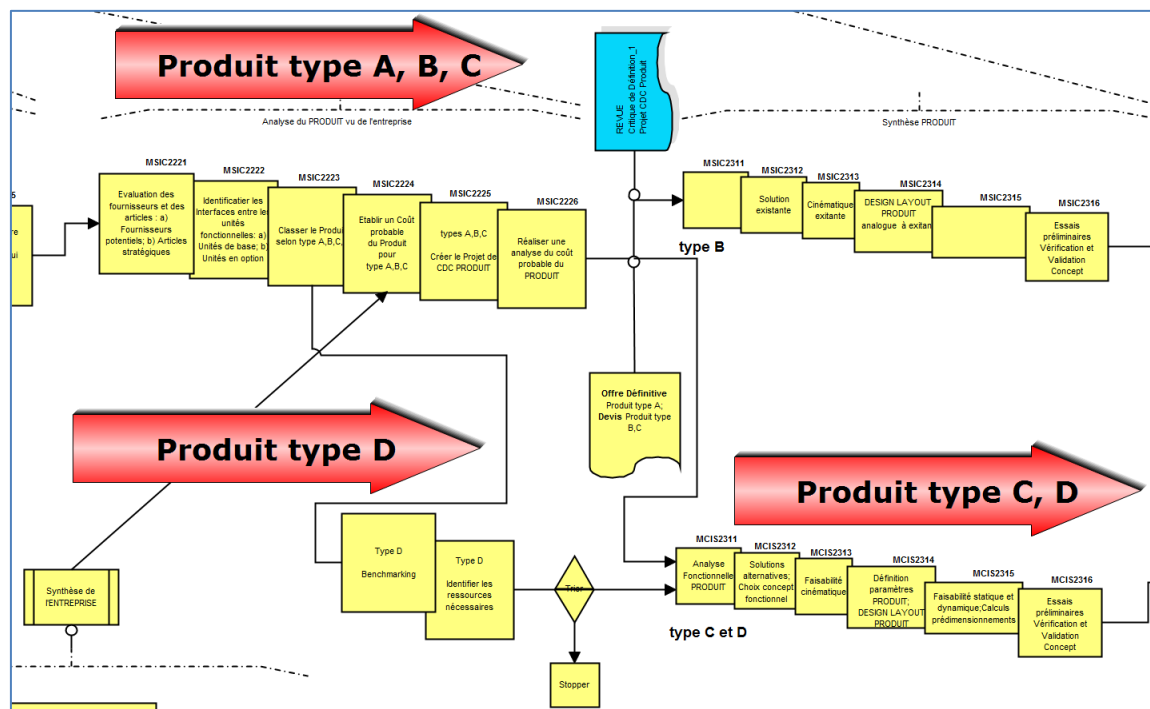 Produit type A, B, C
Analyse du PRODUIT vu de l'entreprise
REVUE
Critique de Définition_1
Projet CDC Produit
Synthèse PRODUIT
5
re
ui
MSIC2221
Evaluation des
fournisseurs et des
articles : a)
Fournisseurs
potentiels; b) Articles
stratégiques
MSIC2222
Identificatier les
Interfaces entre les
unités
fonctionnelles: a)
Unités de base; b)
Unités en option
MSIC2223
Classer le Produi
selon type A,B,C,
MSIC2224
Etablir un Coût
probable
du Produit
pour
type A,B,C
MSIC2225
types A,B,C
Créer le Projet de
CDC PRODUIT
MSIC2226
Réaliser une
analyse du coût
probable du
PRODUIT
MSIC2311
type B
MSIC2312
Solution
existante
MSIC2313
Cinématique
exitante
MSIC2314
DESIGN LAYOUT
PRODUIT
analogue à exitan
MSIC2315
MSIC2316
Essais
préliminaires
Vérification et
Validation
Concept
Offre Définitive
Produit type A;
Devis Produit type
B,C
Produit type D
Produit type C, D
Synthèse de
l'ENTREPRISE
Type D
Benchmarking
Type D
Identifier les
ressources
nécessaires
Trier
Stopper
MCIS2311
Analyse
Fonctionelle
PRODUIT
type C et D
MCIS2312
Solutions
alternatives;
Choix concept
fonctionnel
MCIS2313
Faisabilité
cinématique
MCIS2314
Définition
paramètres
PRODUIT;
DESIGN LAYOUT
PRODUIT
MCIS2315
Faisabilité statique et
dynamique;Calculs
prédimensionnements
MCIS2316
Essais
préliminaires
Vérification et
Validation
Concept